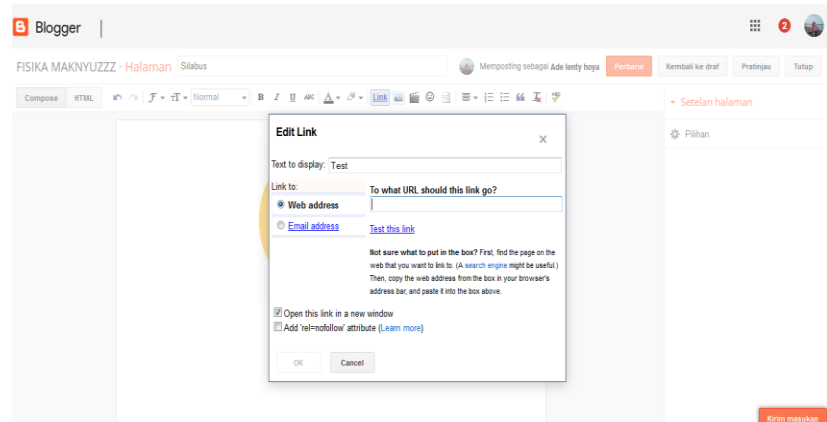 Blogger
2
FISIKA MAKNYUZZZ · Halaman Silabus Memposting sebagai Ade lenty hoya Perbarui Kembali ke draf Pratinjau Tutup
Compose HTML Normal B I U ABC A Link ABC
Setelan halaman
Pilihan
Edit Link
Text to display: Test
Link to:
Web address
Email address
To what URL should this link go?
Test this link
Not sure what to put in the box? First, find the page on the
web that you want to link to. (A search engine might be useful.)
Then, copy the web address from the box in your browser's
address bar, and paste it into the box above.
Open this link in a new window
Add 'rel=nofollow' attribute (Learn more)
OK Cancel
Kirim masukan